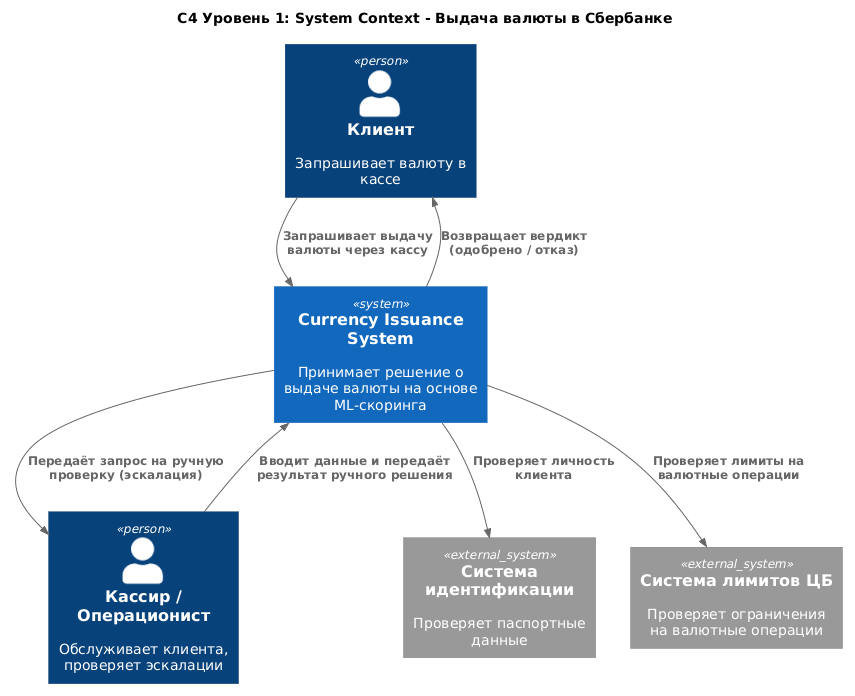 С4 Уровень 1: System Context - Выдача валюты в Сбербанке
«person»
Клиент
Запрашивает валюту в
кассе
Запрашивает выдачу
валюты через кассу
Возвращает вердикт
(одобрено / отказ)
«system»
Currency Issuance
System
Принимает решение о
выдаче валюты на основе
ML-скоринга
Передаёт запрос на ручную
проверку (эскалация)
Вводит данные и передаёт
результат ручного решения
Проверяет личность
клиента
Проверяет лимиты на
валютные операции
«person»
Кассир /
Операционист
Обслуживает клиента,
проверяет эскалации
«external_system»
Система
идентификации
Проверяет паспортные
данные
«external_system»
Система лимитов ЦБ
Проверяет ограничения
на валютные операции